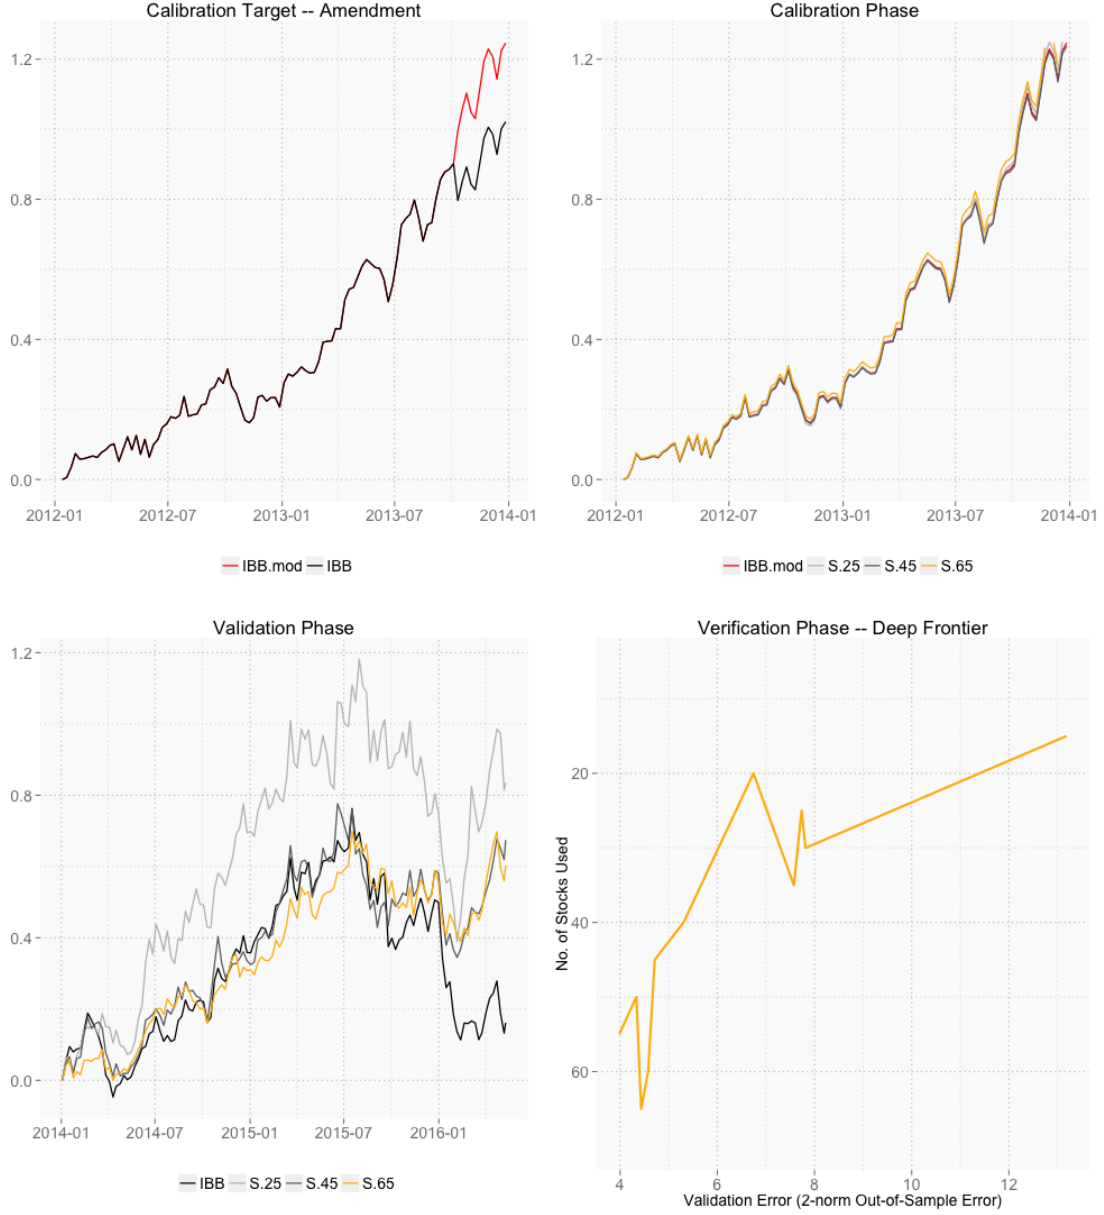 Calibration Target -- Amendment
1.2
0.8
0.4
0.0
2012-01 2012-07 2013-01 2013-07 2014-01
IBB.mod IBB
Calibration Phase
1.2
0.8
0.4
0.0
2012-01 2012-07 2013-01 2013-07 2014-01
IBB.mod S.25 S.45 S.65
Validation Phase
1.2
0.8
0.4
0.0
2014-01 2014-07 2015-01 2015-07 2016-01
IBB S.25 S.45 S.65
Verification Phase -- Deep Frontier
No. of Stocks Used
20
40
60
4 6 8 10 12
Validation Error (2-norm Out-of-Sample Error)